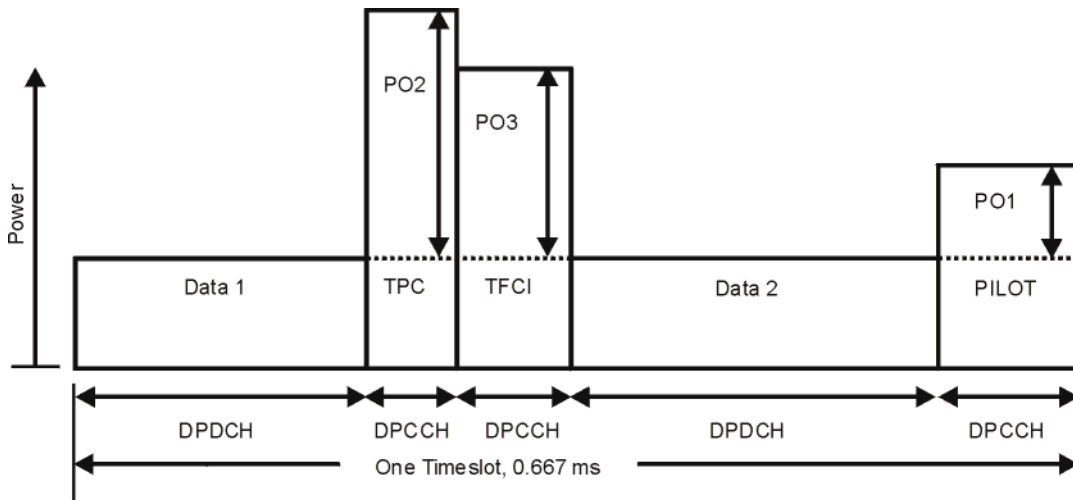 PO2
PO3
PO1
Power
Data 1
TPC
TFCI
Data 2
PILOT
DPDCH
DPCCH
DPCCH
DPDCH
DPCCH
One Timeslot, 0.667 ms